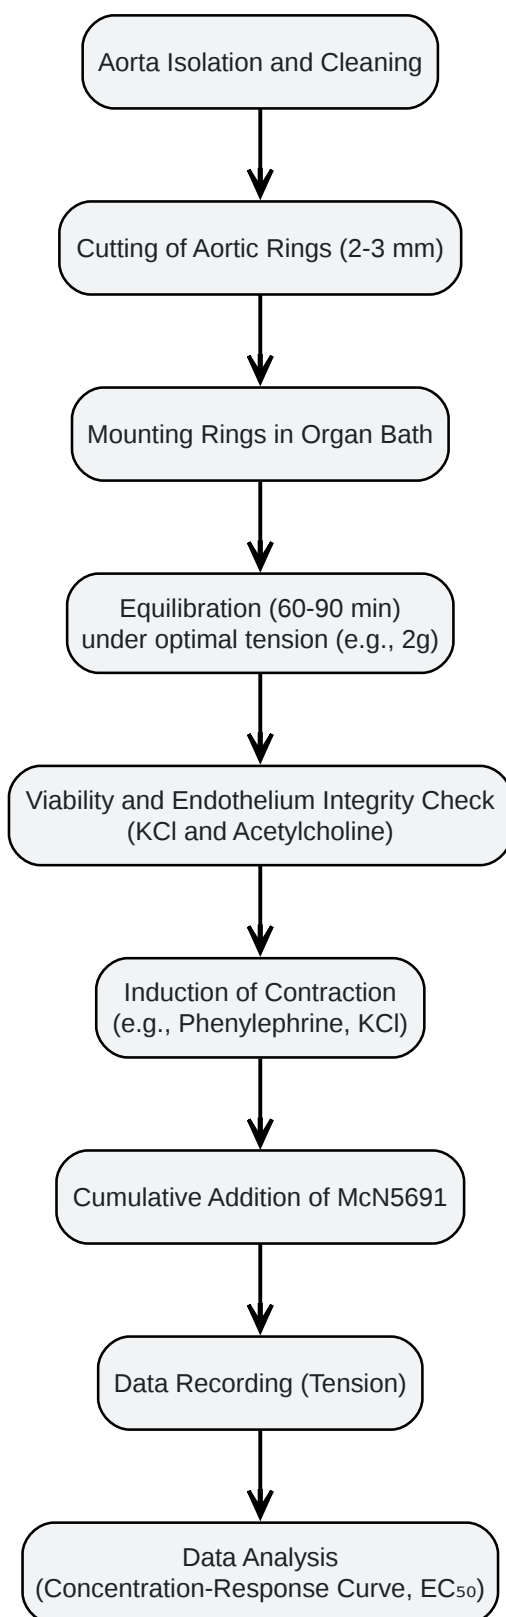 Aorta Isolation and Cleaning
Cutting of Aortic Rings (2-3 mm)
Mounting Rings in Organ Bath
Equilibration (60-90 min)
under optimal tension (e.g., 2g)
Viability and Endothelium Integrity Check
(KCl and Acetylcholine)
Induction of Contraction
(e.g., Phenylephrine, KCl)
Cumulative Addition of McN5691
Data Recording (Tension)
Data Analysis
(Concentration-Response Curve, EC₅₀)